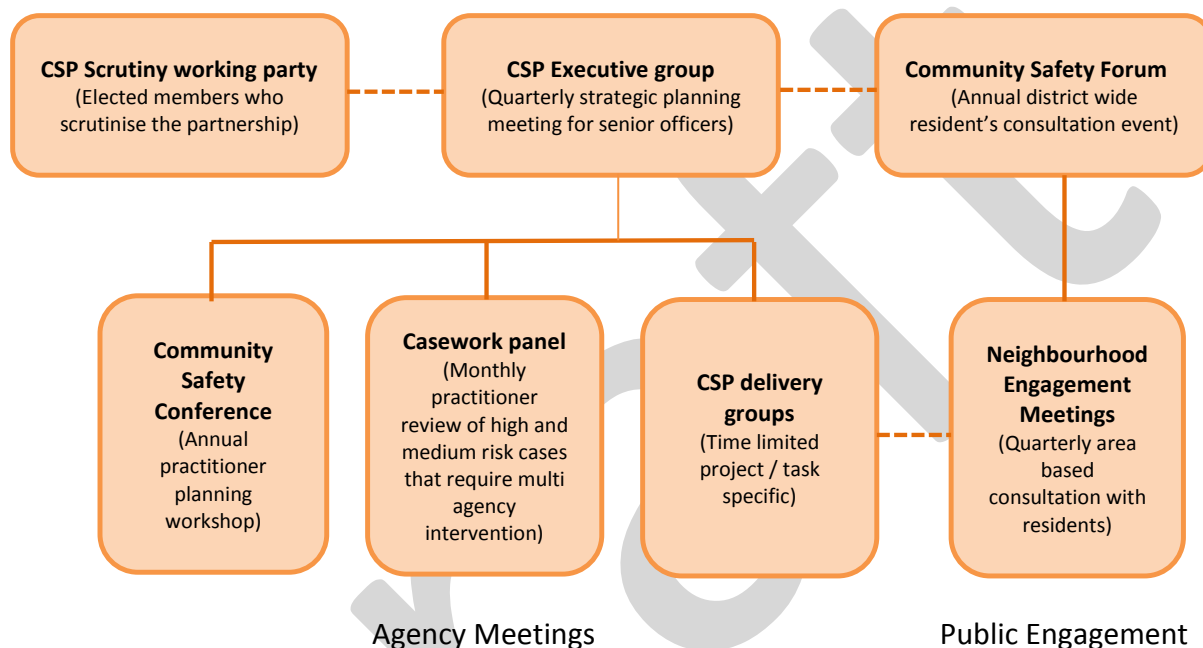 CSP Scrutiny working party
(Elected members who
scrutinise the partnership)
CSP Executive group
(Quarterly strategic planning
meeting for senior officers)
Community Safety Forum
(Annual district wide
resident's consultation event)
Community
Safety
Conference
(Annual
practitioner
planning
workshop)
Casework panel
(Monthly
practitioner
review of high and
medium risk cases
that require multi
agency
intervention)
CSP delivery
groups
(Time limited
project / task
specific)
Neighbourhood
Engagement
Meetings
(Quarterly area
based
consultation with
residents)
Agency Meetings
Public Engagement